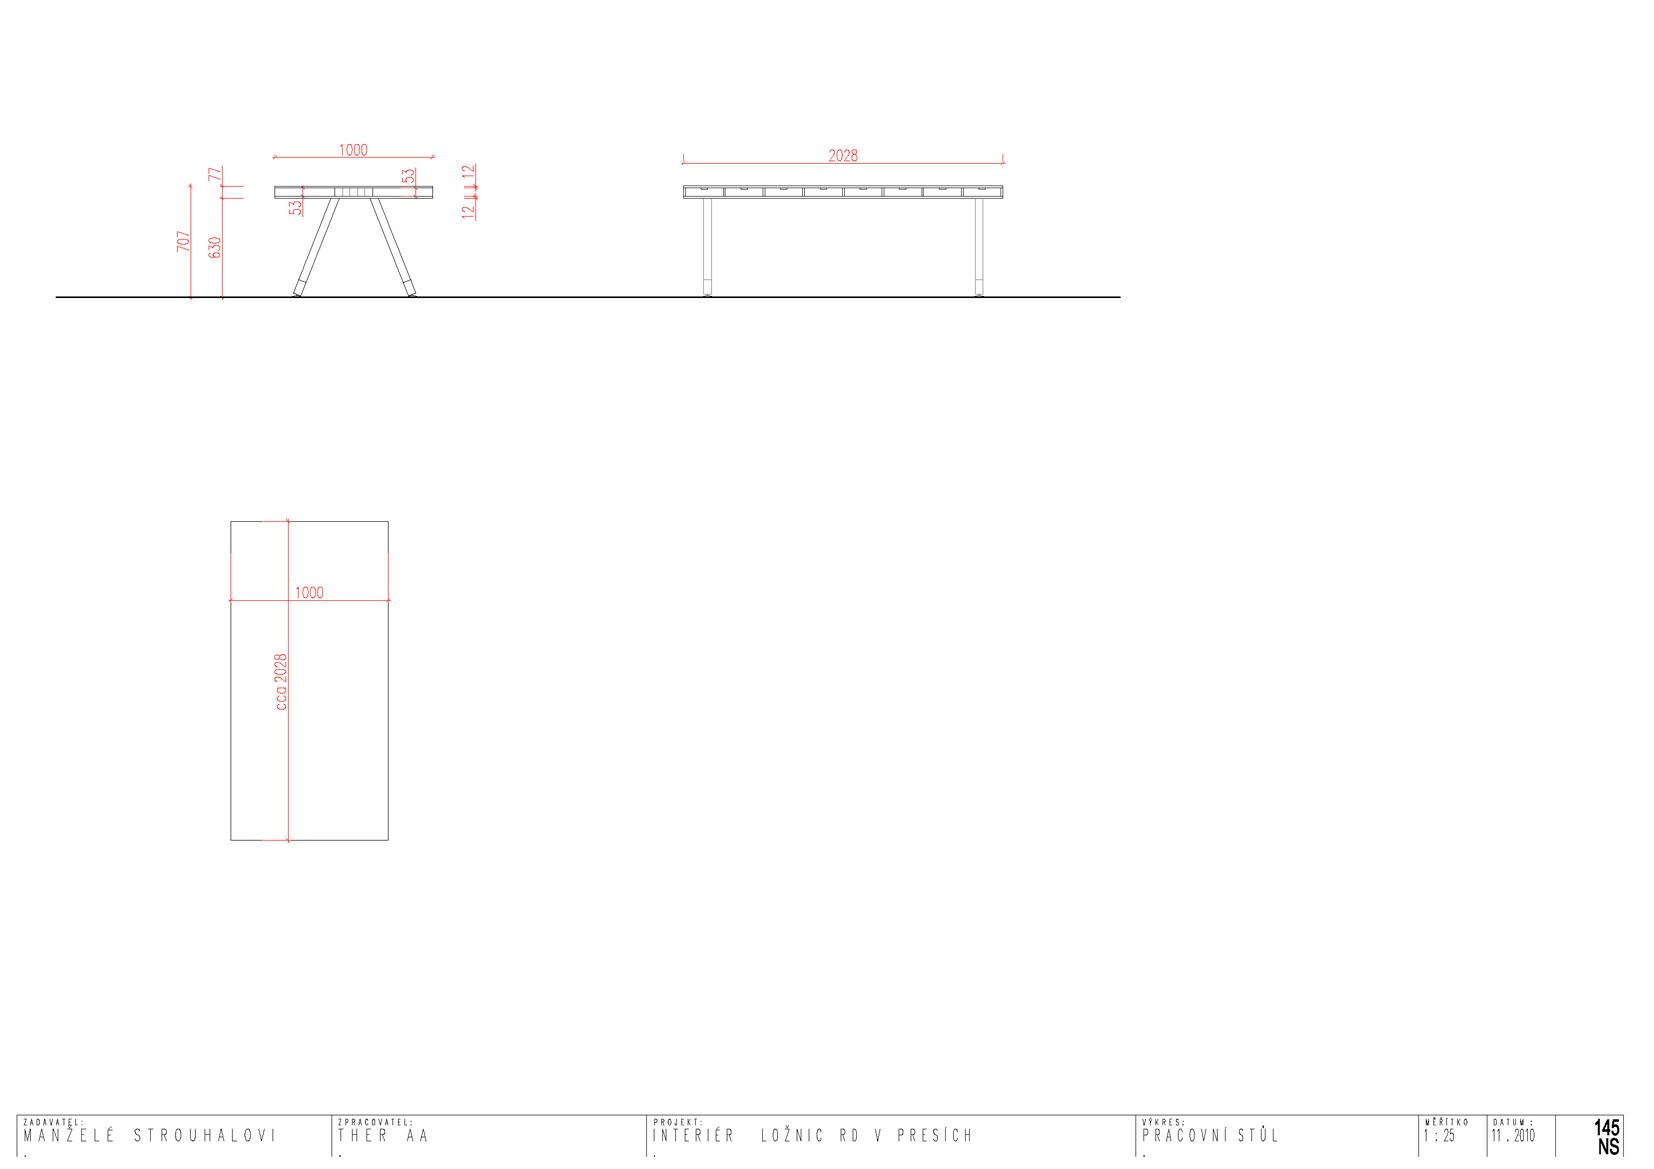 1000
2028
77
53
12
53
12
707
630
1000
cca 2028
ZADAVATEL:
MANŽELÉ STROUHALOVI
ZPRACOVATEL:
THER AA
PROJEKT:
INTERIÉR LOŽNIC RD V PRESÍCH
VÝKRES:
PRACOVNÍ STŮL
MĚŘÍTKO
1 : 25
DATUM :
11 . 2010
145
NS